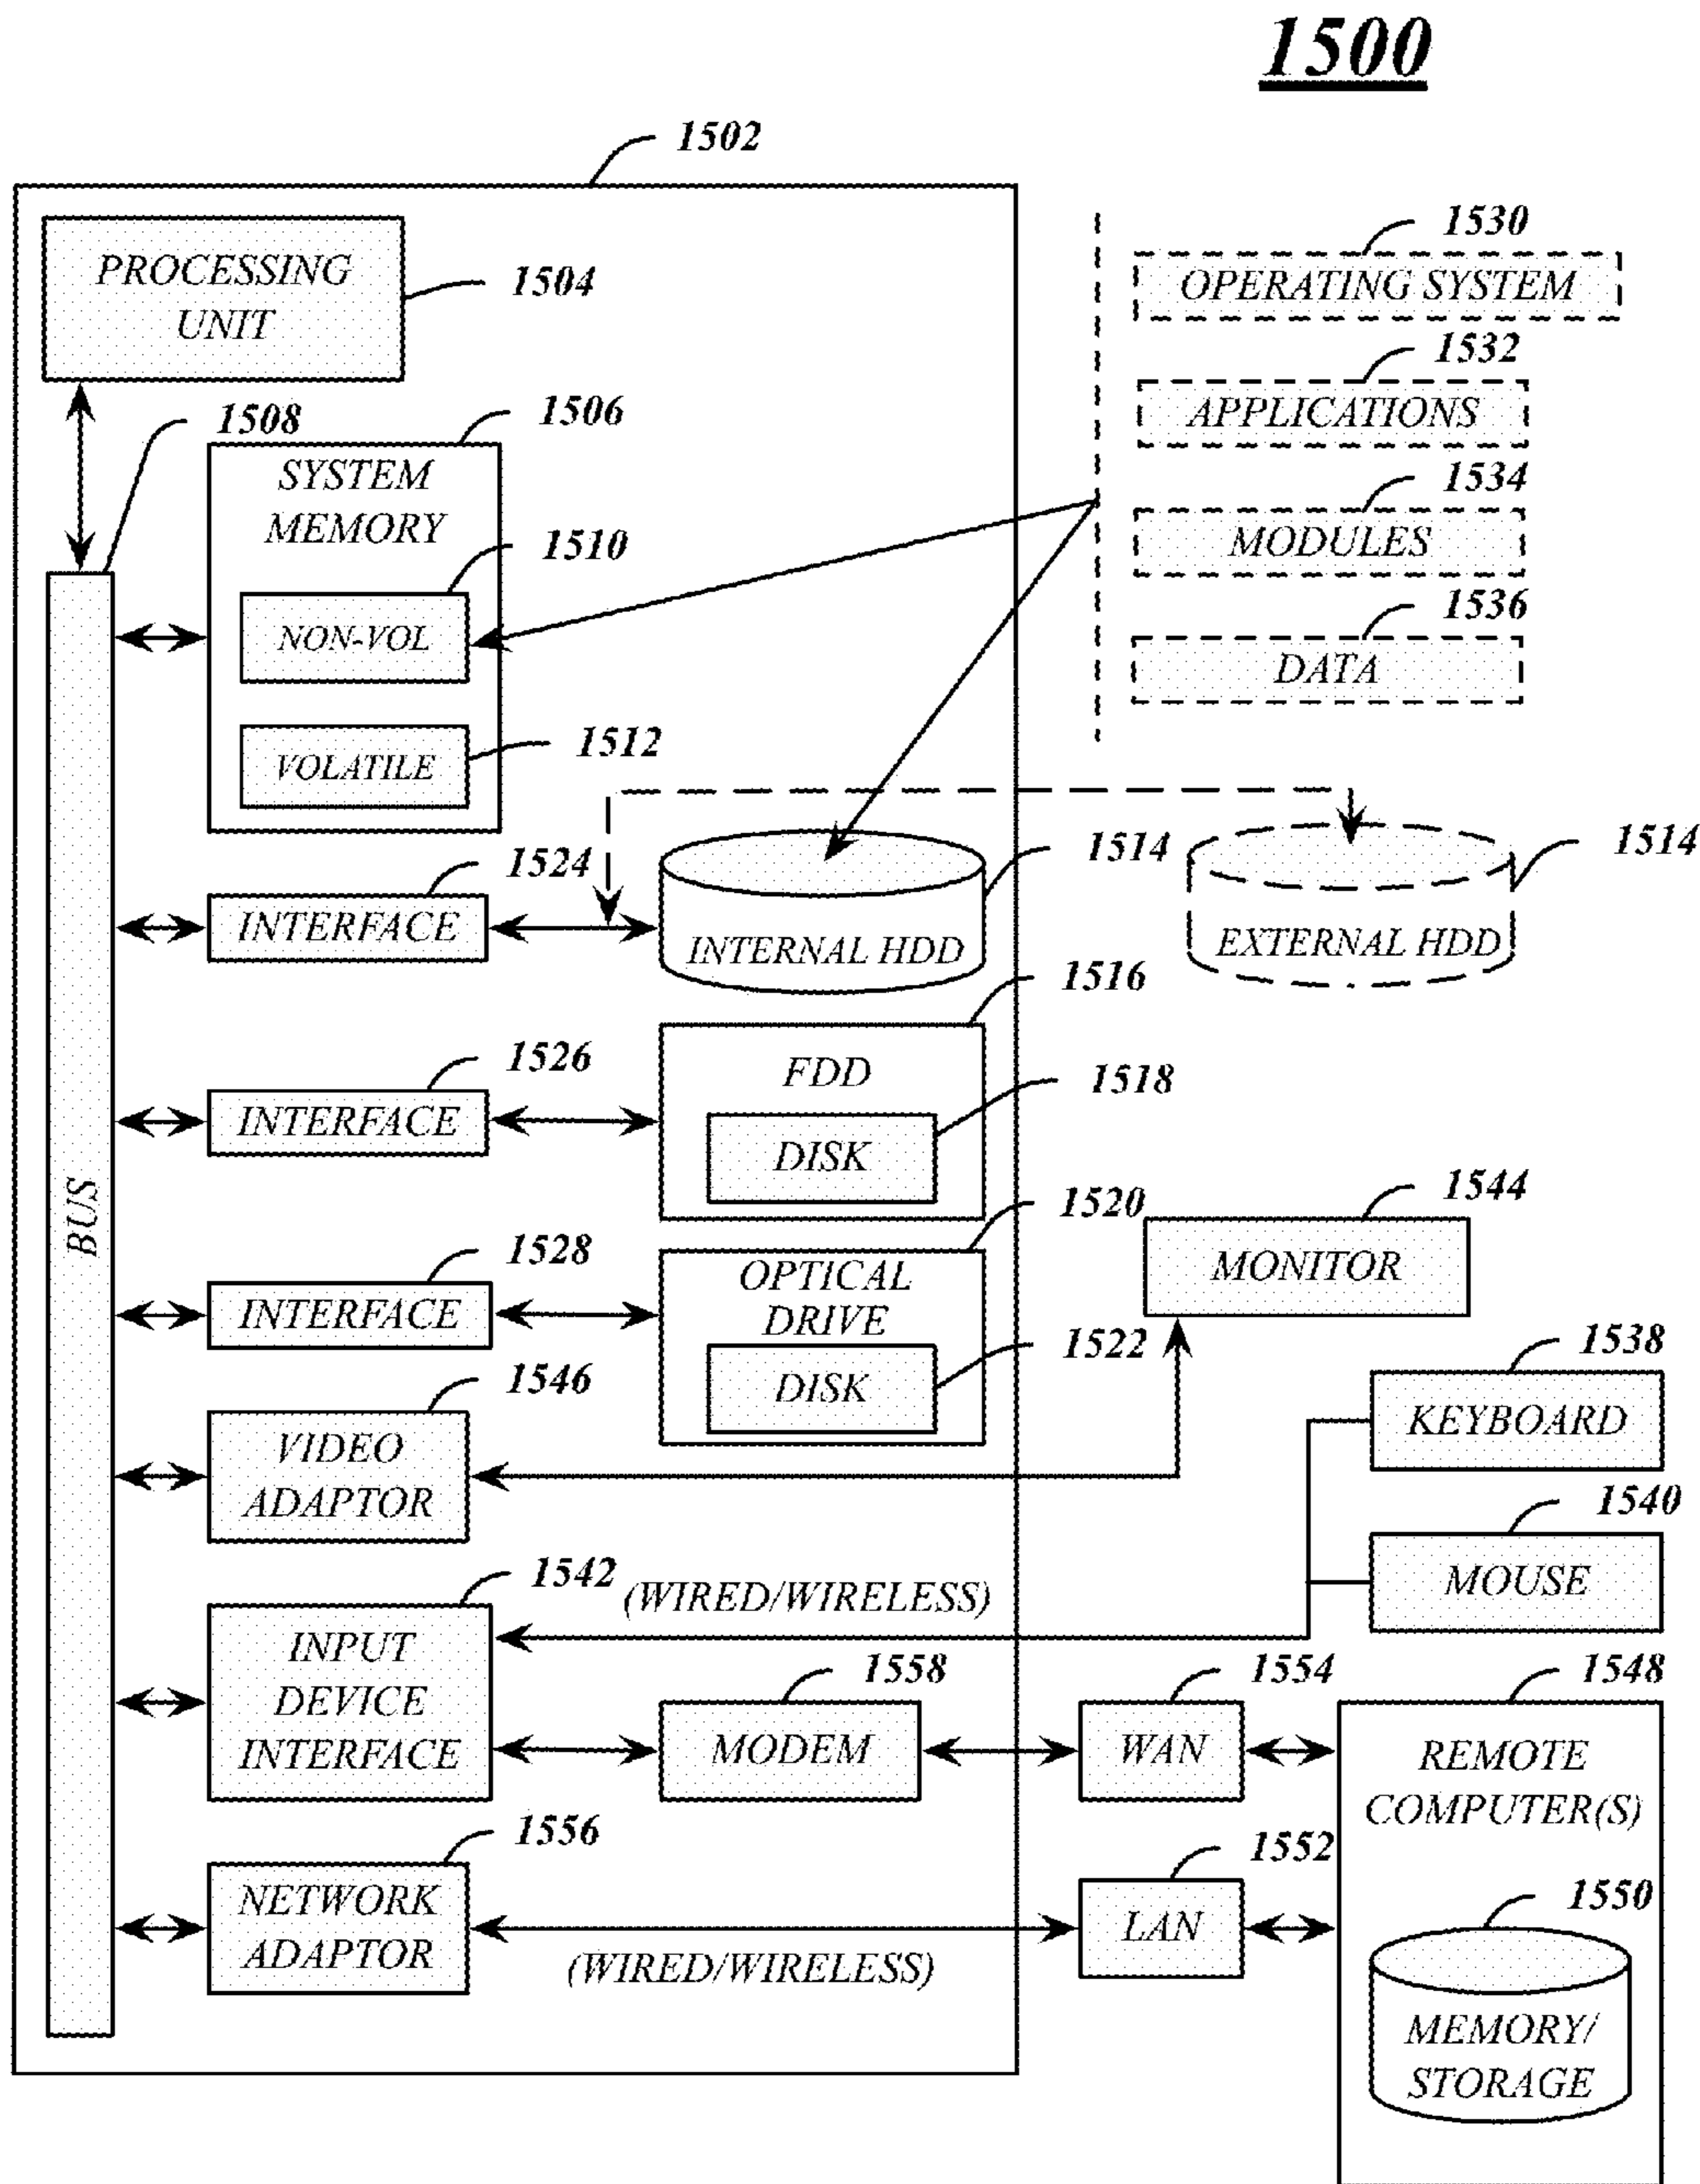 1500
1502
PROCESSING
UNIT
1504
1530
OPERATING SYSTEM
1532
APPLICATIONS
1534
MODULES
1536
DATA
1508
1506
SYSTEM
MEMORY
1510
NON-VOL
1512
VOLATILE
1524
INTERFACE
1514
INTERNAL HDD
1514
EXTERNAL HDD
1516
FDD
1526
INTERFACE
1518
DISK
BUS
1520
OPTICAL
DRIVE
1528
INTERFACE
1522
DISK
1544
MONITOR
1546
VIDEO
ADAPTOR
1538
KEYBOARD
1540
MOUSE
1542
(WIRED/WIRELESS)
INPUT
DEVICE
INTERFACE
1558
MODEM
1554
WAN
1548
REMOTE
COMPUTER(S)
1556
NETWORK
ADAPTOR
(WIRED/WIRELESS)
1552
LAN
1550
MEMORY/
STORAGE